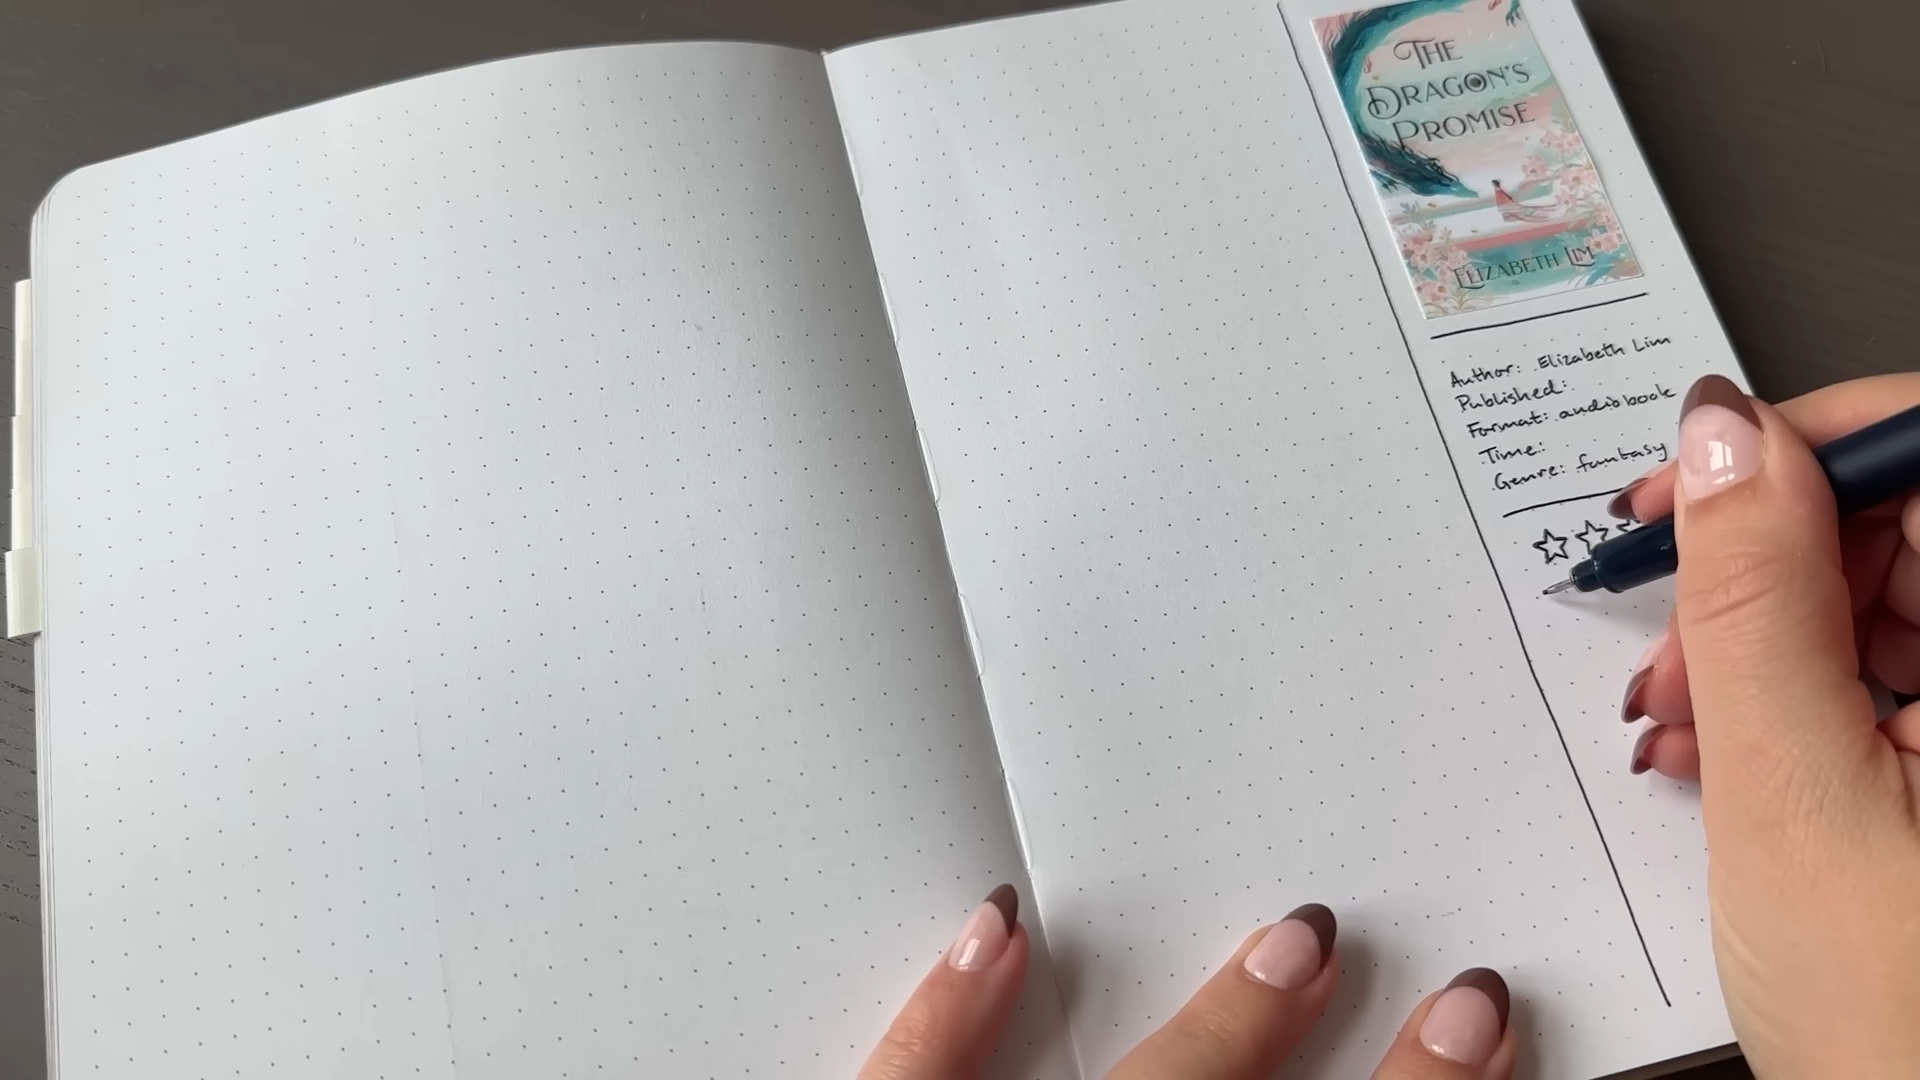 THE
DRAGON'S
PROMISE
ELIZABETH LIM
Author: Elizabeth Lim
Published:
Format: audiobook
Time:
Genre: fantasy